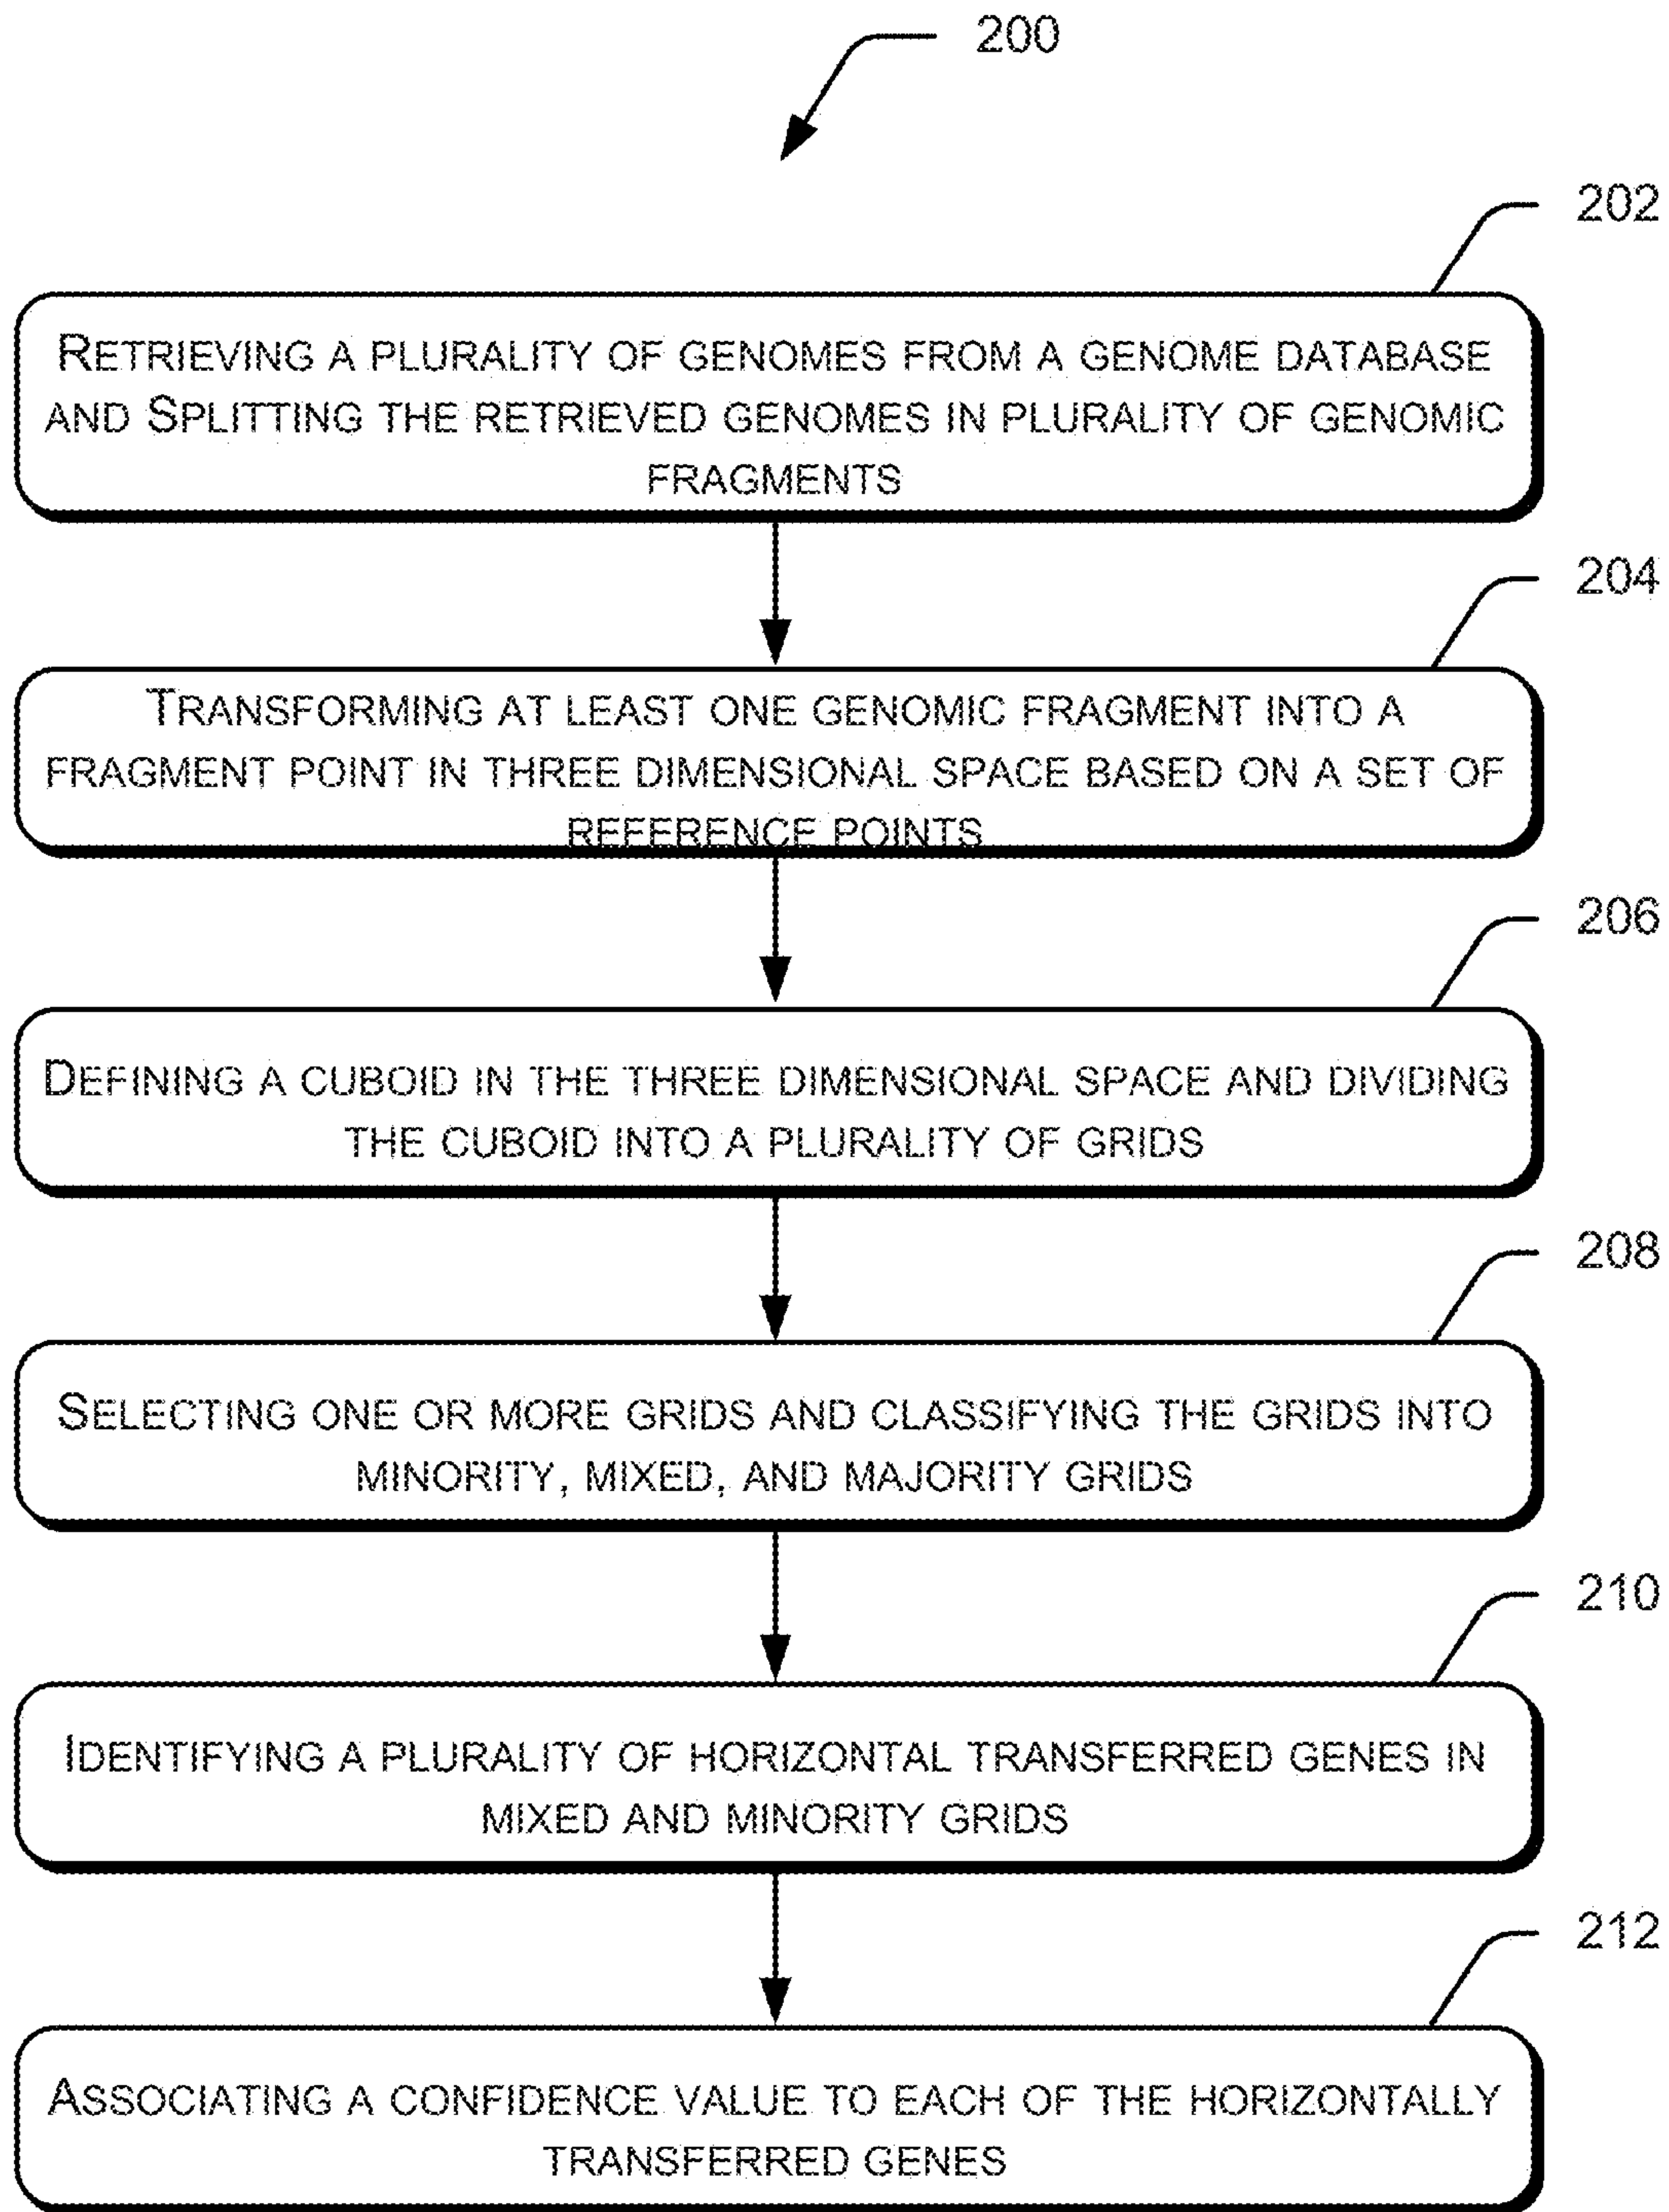 200
202
RETRIEVING A PLURALITY OF GENOMES FROM A GENOME DATABASE
AND SPLITTING THE RETRIEVED GENOMES IN PLURALITY OF GENOMIC
FRAGMENTS
204
TRANSFORMING AT LEAST ONE GENOMIC FRAGMENT INTO A
FRAGMENT POINT IN THREE DIMENSIONAL SPACE BASED ON A SET OF
REFERENCE POINTS
206
DEFINING A CUBOID IN THE THREE DIMENSIONAL SPACE AND DIVIDING
THE CUBOID INTO A PLURALITY OF GRIDS
208
SELECTING ONE OR MORE GRIDS AND CLASSIFYING THE GRIDS INTO
MINORITY, MIXED, AND MAJORITY GRIDS
210
IDENTIFYING A PLURALITY OF HORIZONTAL TRANSFERRED GENES IN
MIXED AND MINORITY GRIDS
212
ASSOCIATING A CONFIDENCE VALUE TO EACH OF THE HORIZONTALLY
TRANSFERRED GENES